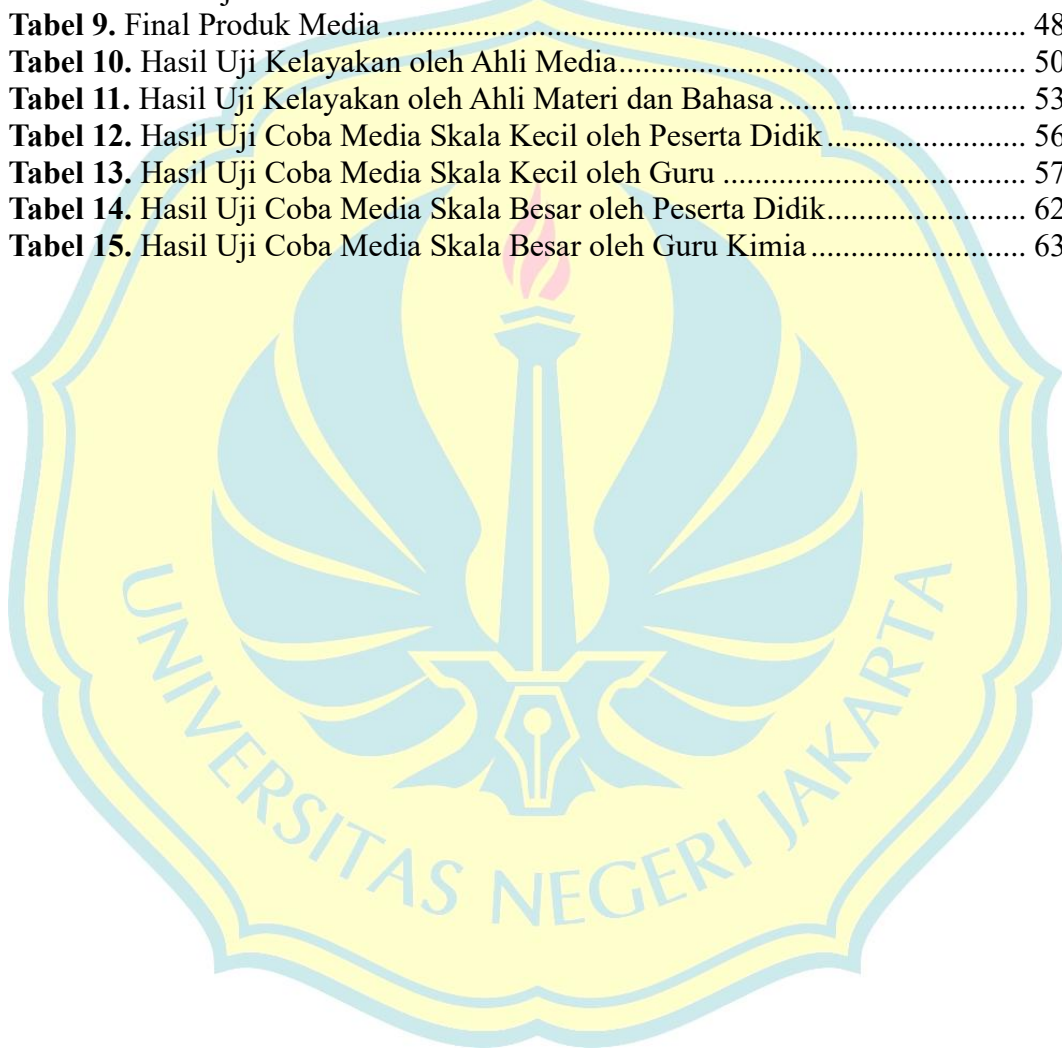 Tabel 9. Final Produk Media ........................................................................................ 48
Tabel 10. Hasil Uji Kelayakan oleh Ahli Media................................................... 50
Tabel 11. Hasil Uji Kelayakan oleh Ahli Materi dan Bahasa ............................... 53
Tabel 12. Hasil Uji Coba Media Skala Kecil oleh Peserta Didik......................... 56
Tabel 13. Hasil Uji Coba Media Skala Kecil oleh Guru ...................................... 57
Tabel 14. Hasil Uji Coba Media Skala Besar oleh Peserta Didik......................... 62
Tabel 15. Hasil Uji Coba Media Skala Besar oleh Guru Kimia ........................... 63
UNIVERSITAS NEGERI JAKARTA